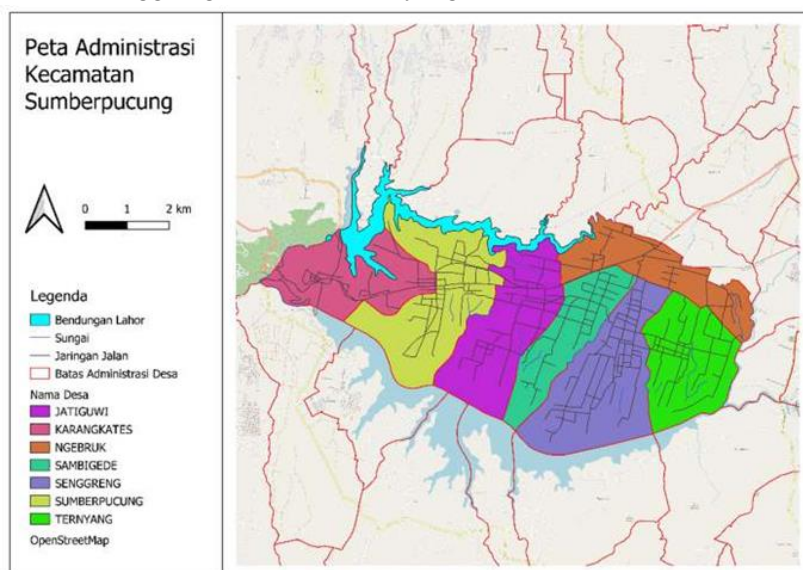 Peta Administrasi
Kecamatan
Sumberpucung
0 1 2 km
Legenda
Bendungan Lahor
Sungai
Jaringan Jalan
Batas Administrasi Desa
Nama Desa
JATIGUWI
KARANGKATES
NGEBRUK
SAMBIGEDE
SENGGRENG
SUMBERPUCUNG
TERNYANG
OpenStreetMap